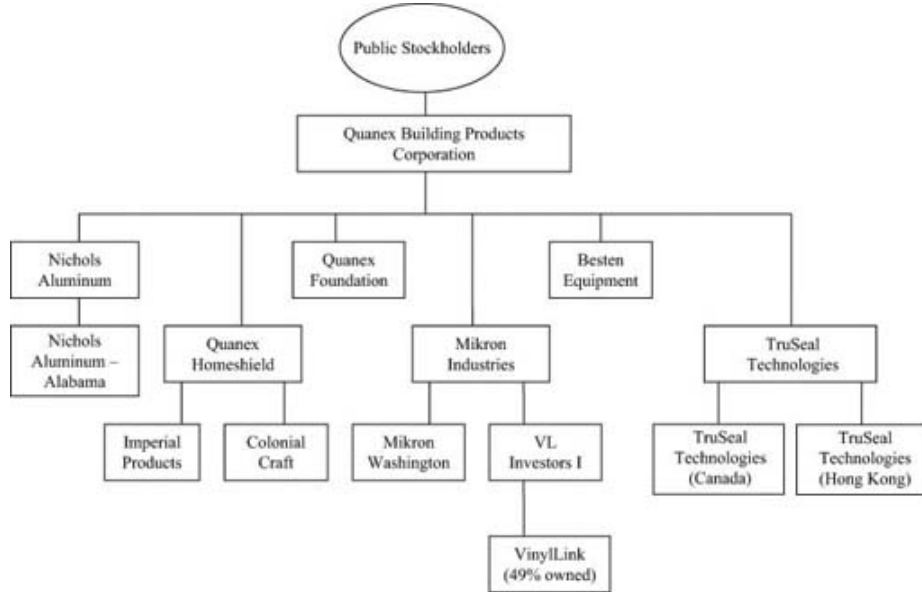 Public Stockholders
Quanex Building Products
Corporation
Nichols
Aluminum
Quanex
Foundation
Besten
Equipment
Nichols
Aluminum –
Alabama
Quanex
Homeshield
Mikron
Industries
TruSeal
Technologies
Imperial
Products
Colonial
Craft
Mikron
Washington
VL
Investors I
TruSeal
Technologies
(Canada)
TruSeal
Technologies
(Hong Kong)
VinylLink
(49% owned)